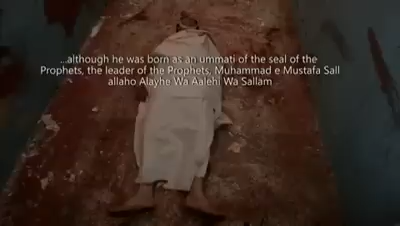 ...although he was born as an ummati of the seal of the
Prophets, the leader of the Prophets, Muhammad e Mustafa Sall
allaho Alayhe Wa Aalehi Wa Sallam